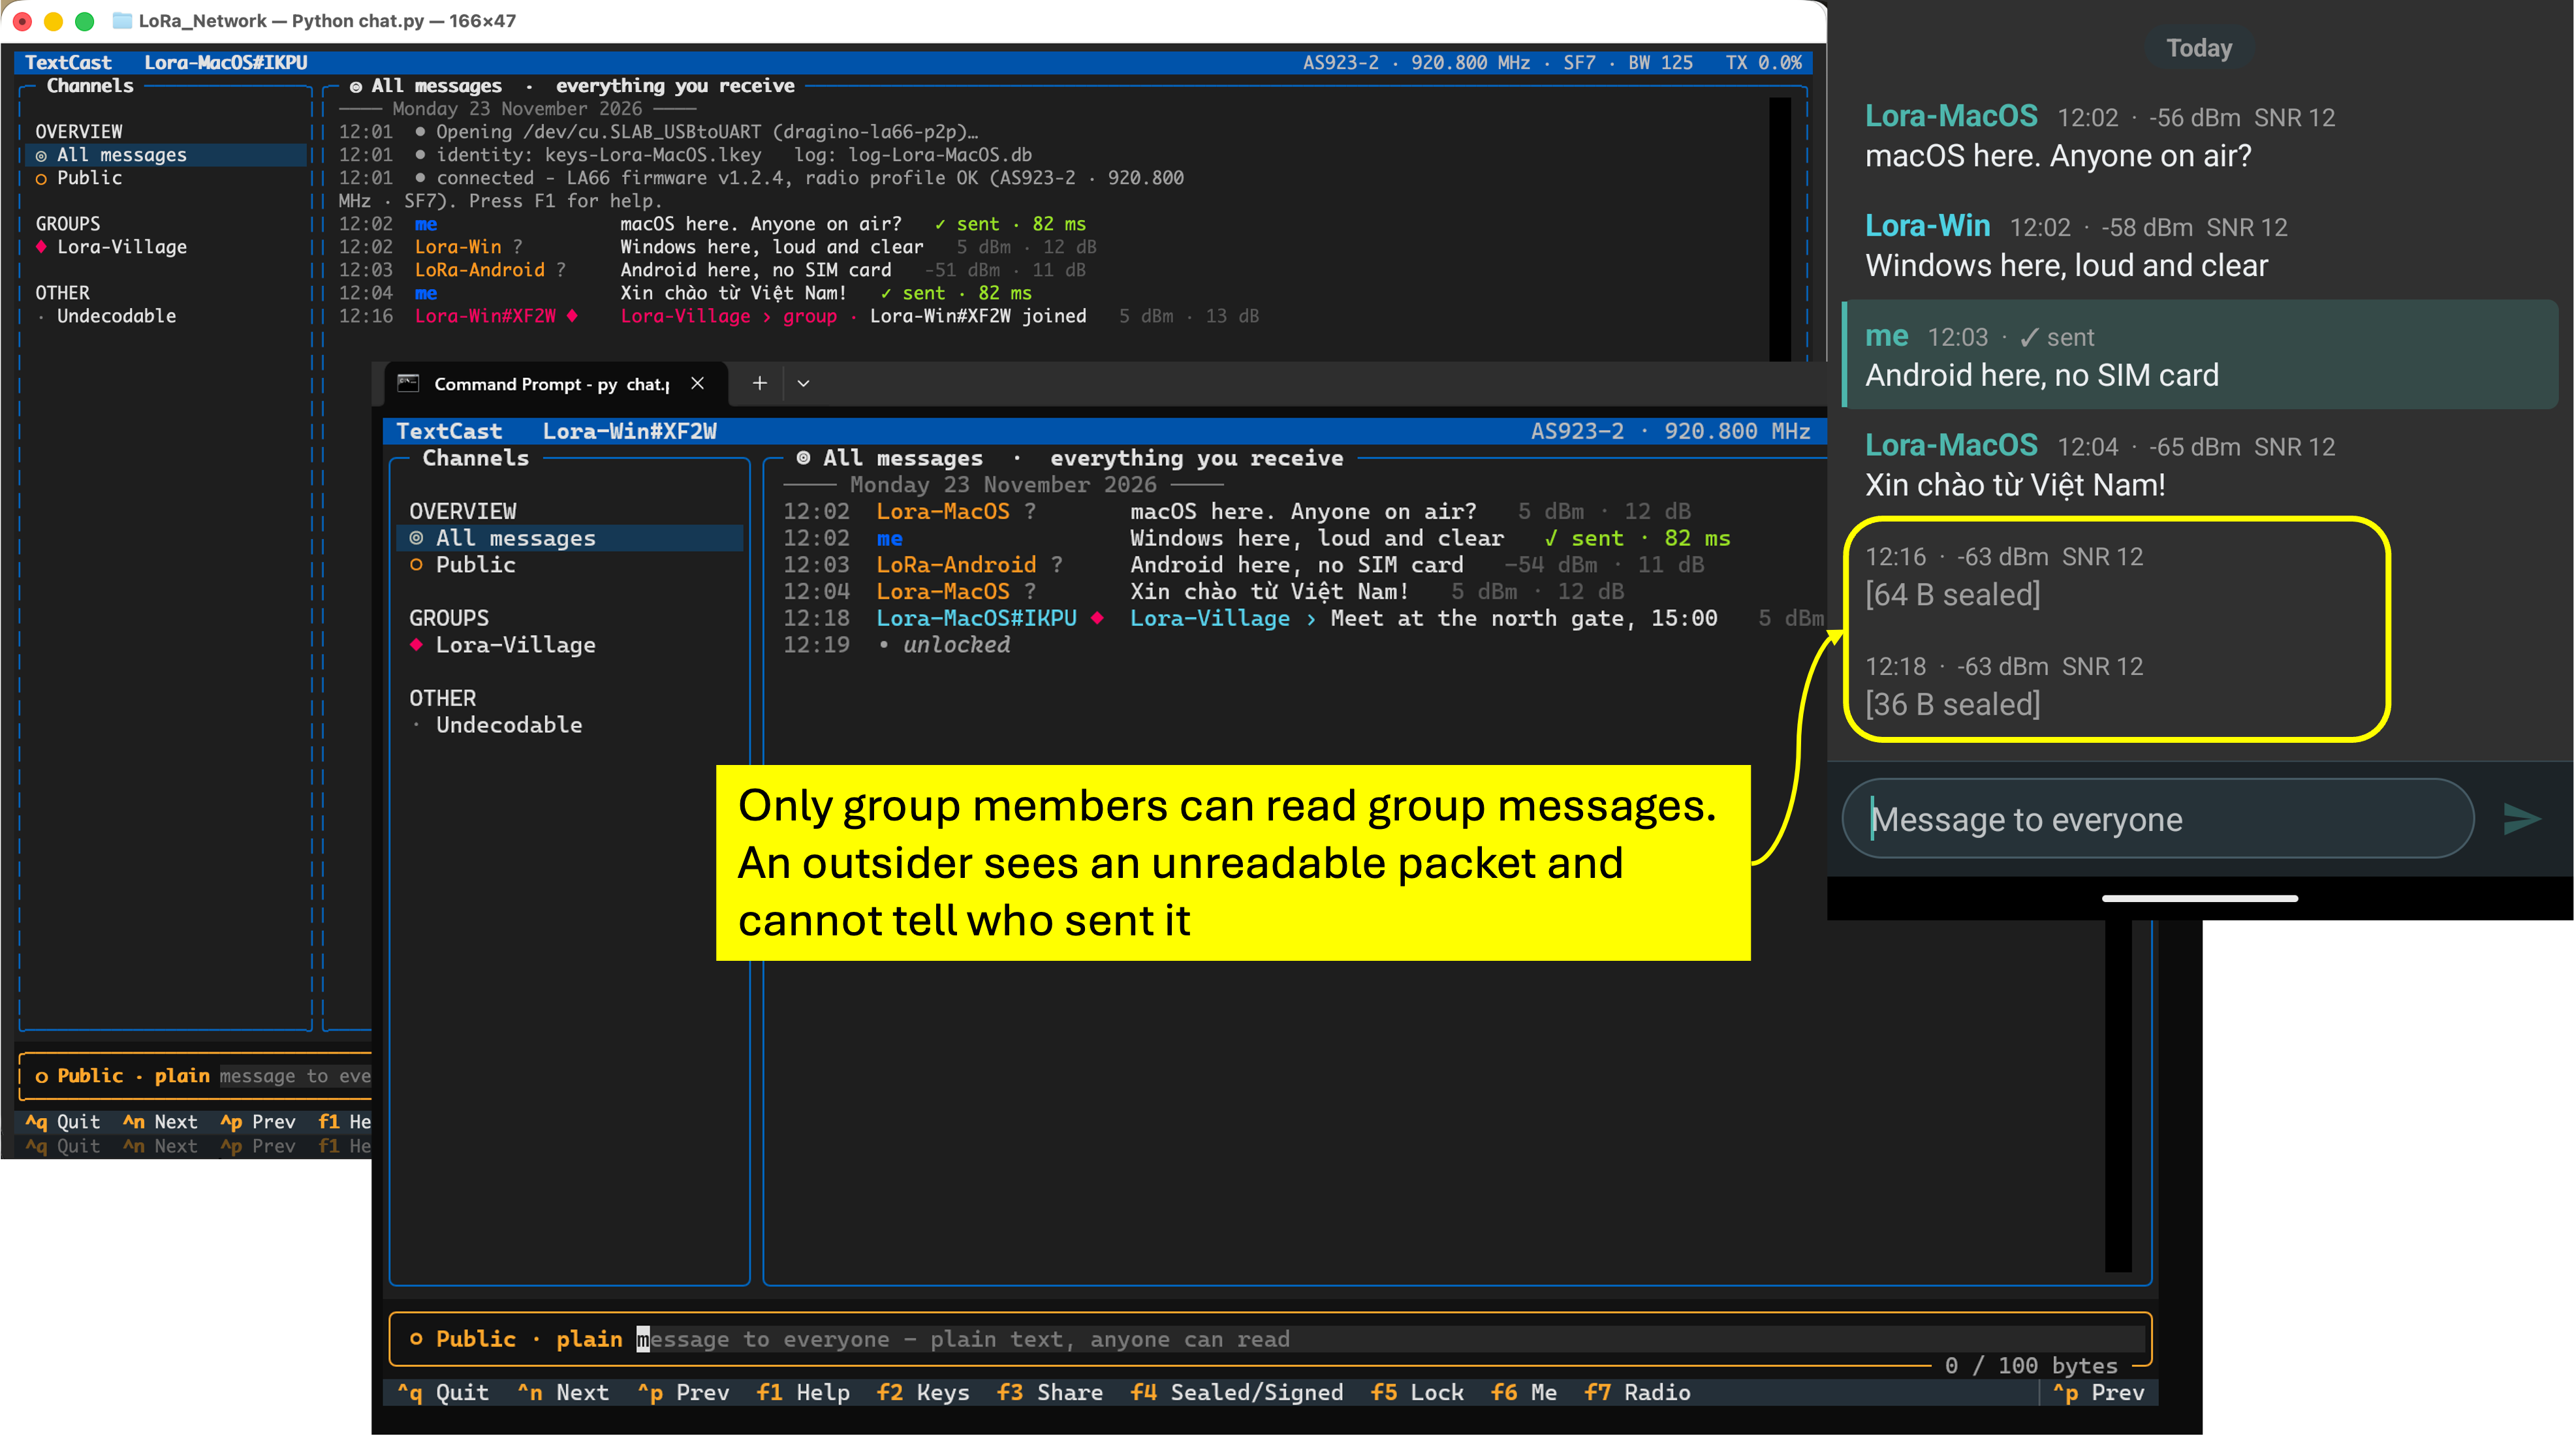 LoRa_Network — Python chat.py — 166×47
TextCast Lora-MacOS#IKPU AS923-2 · 920.800 MHz · SF7 · BW 125 TX 0.0%
Channels
OVERVIEW
◎ All messages
○ Public
GROUPS
♦ Lora-Village
OTHER
· Undecodable
◎ All messages · everything you receive
Monday 23 November 2026
12:01 ● Opening /dev/cu.SLAB_USBtoUART (dragino-la66-p2p)…
12:01 ● identity: keys-Lora-MacOS.lkey log: log-Lora-MacOS.db
12:01 ● connected - LA66 firmware v1.2.4, radio profile OK (AS923-2 · 920.800
MHz · SF7). Press F1 for help.
12:02 me macOS here. Anyone on air? ✓ sent · 82 ms
12:02 Lora-Win ? Windows here, loud and clear 5 dBm · 12 dB
12:03 LoRa-Android ? Android here, no SIM card -51 dBm · 11 dB
12:04 me Xin chào từ Việt Nam! ✓ sent · 82 ms
12:16 Lora-Win#XF2W ♦ Lora-Village › group · Lora-Win#XF2W joined 5 dBm · 13 dB
○ Public · plain message to eve
^q Quit ^n Next ^p Prev f1 He
^q Quit ^n Next ^p Prev f1 He
Command Prompt - py chat.p
TextCast Lora-Win#XF2W AS923-2 · 920.800 MHz
Channels
OVERVIEW
◎ All messages
○ Public
GROUPS
♦ Lora-Village
OTHER
· Undecodable
◎ All messages · everything you receive
Monday 23 November 2026
12:02 Lora-MacOS ? macOS here. Anyone on air? 5 dBm · 12 dB
12:02 me Windows here, loud and clear √ sent · 82 ms
12:03 LoRa-Android ? Android here, no SIM card -54 dBm · 11 dB
12:04 Lora-MacOS ? Xin chào từ Việt Nam! 5 dBm · 12 dB
12:18 Lora-MacOS#IKPU ♦ Lora-Village › Meet at the north gate, 15:00 5 dBm
12:19 • unlocked
○ Public · plain message to everyone - plain text, anyone can read
0 / 100 bytes
^q Quit ^n Next ^p Prev f1 Help f2 Keys f3 Share f4 Sealed/Signed f5 Lock f6 Me f7 Radio ^p Prev
Only group members can read group messages.
An outsider sees an unreadable packet and
cannot tell who sent it
Today
Lora-MacOS 12:02 · -56 dBm SNR 12
macOS here. Anyone on air?
Lora-Win 12:02 · -58 dBm SNR 12
Windows here, loud and clear
me 12:03 · ✓ sent
Android here, no SIM card
Lora-MacOS 12:04 · -65 dBm SNR 12
Xin chào từ Việt Nam!
12:16 · -63 dBm SNR 12
[64 B sealed]
12:18 · -63 dBm SNR 12
[36 B sealed]
Message to everyone